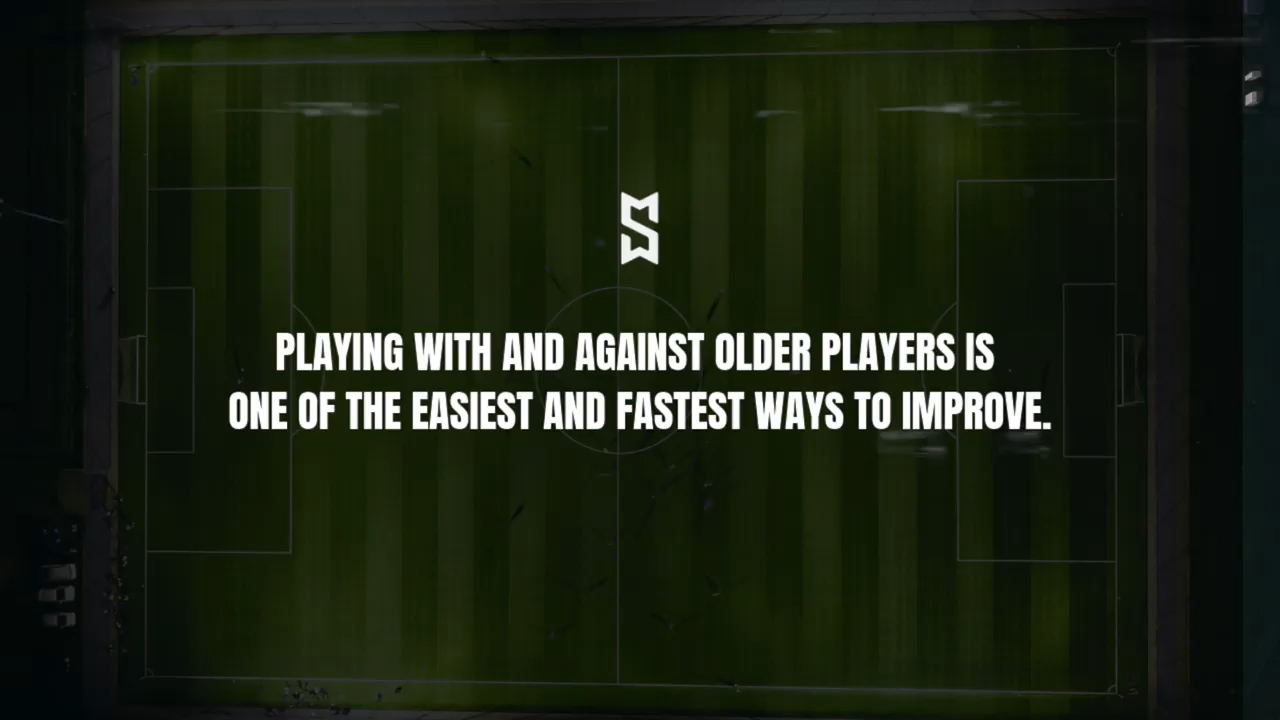 PLAYING WITH AND AGAINST OLDER PLAYERS IS
ONE OF THE EASIEST AND FASTEST WAYS TO IMPROVE.